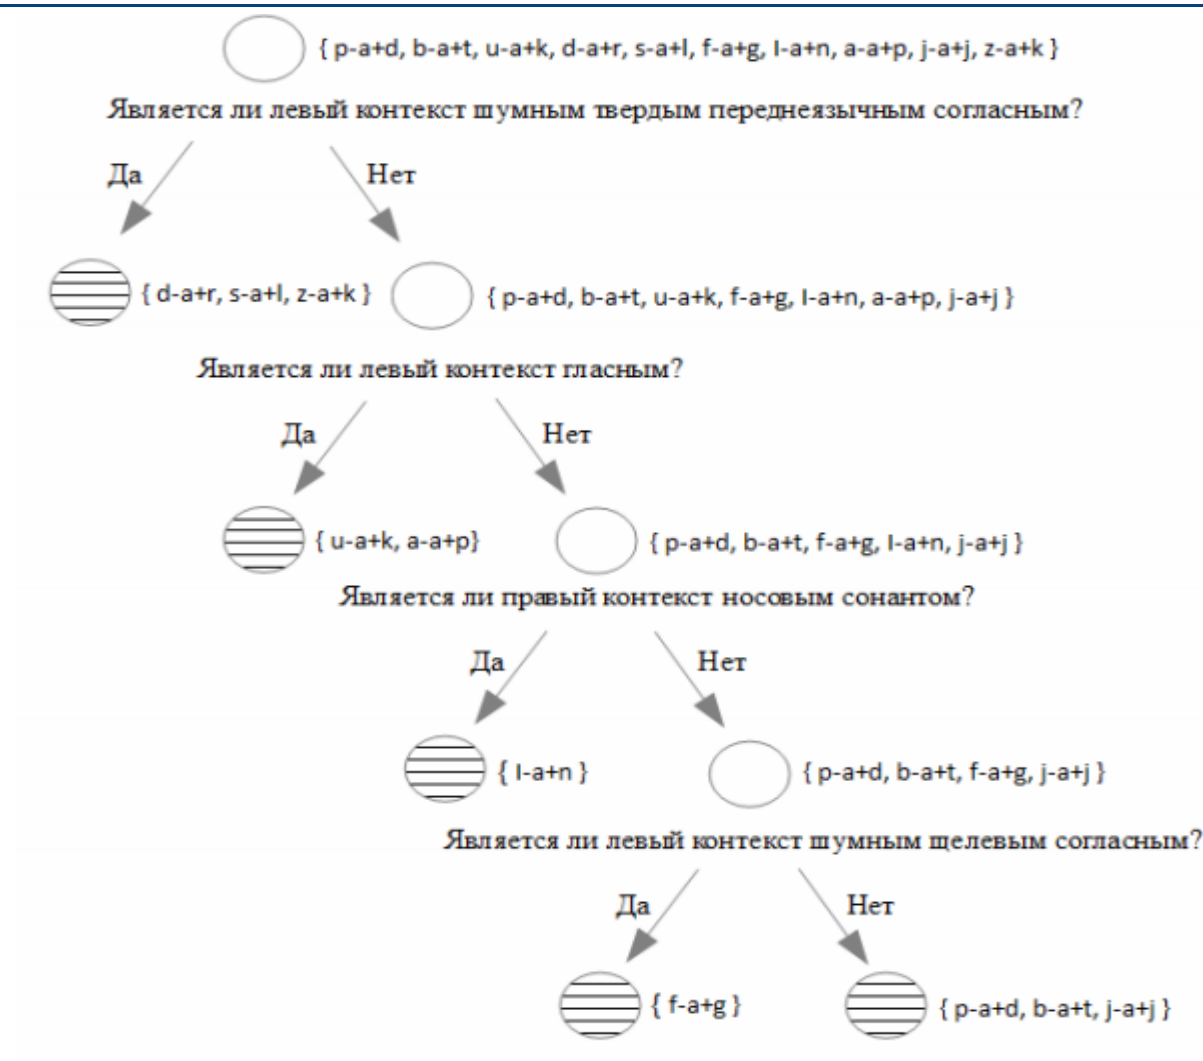 { p-a+d, b-a+t, u-a+k, d-a+r, s-a+l, f-a+g, l-a+n, a-a+p, j-a+j, z-a+k }
Является ли левый контекст шумным твердым переднеязычным согласным?
Да
Нет
{ d-a+r, s-a+l, z-a+k }
{ p-a+d, b-a+t, u-a+k, f-a+g, l-a+n, a-a+p, j-a+j }
Является ли левый контекст гласным?
Да
Нет
{ u-a+k, a-a+p}
{ p-a+d, b-a+t, f-a+g, l-a+n, j-a+j }
Является ли правый контекст носовым сонантом?
Да
Нет
{ l-a+n }
{ p-a+d, b-a+t, f-a+g, j-a+j }
Является ли левый контекст шумным щелевым согласным?
Да
Нет
{ f-a+g }
{ p-a+d, b-a+t, j-a+j }